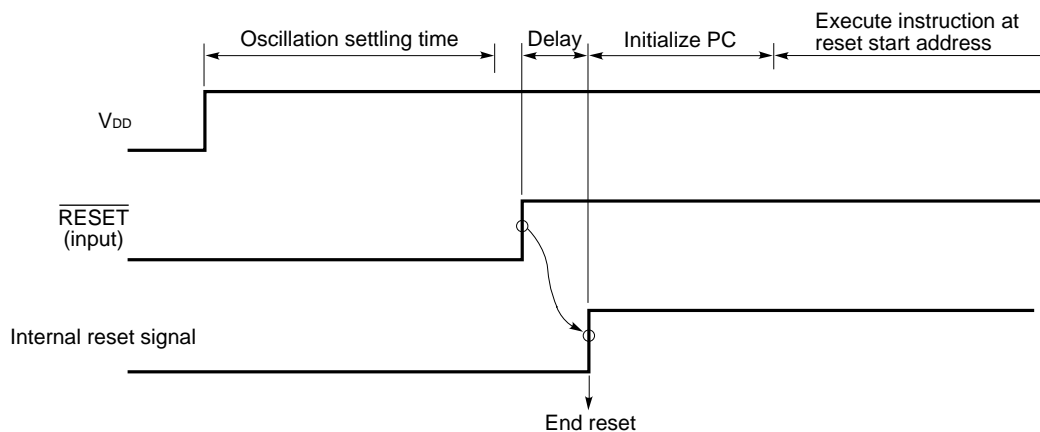 Oscillation settling time
Delay
Initialize PC
Execute instruction at
reset start address
VDD
RESET
(input)
Internal reset signal
End reset